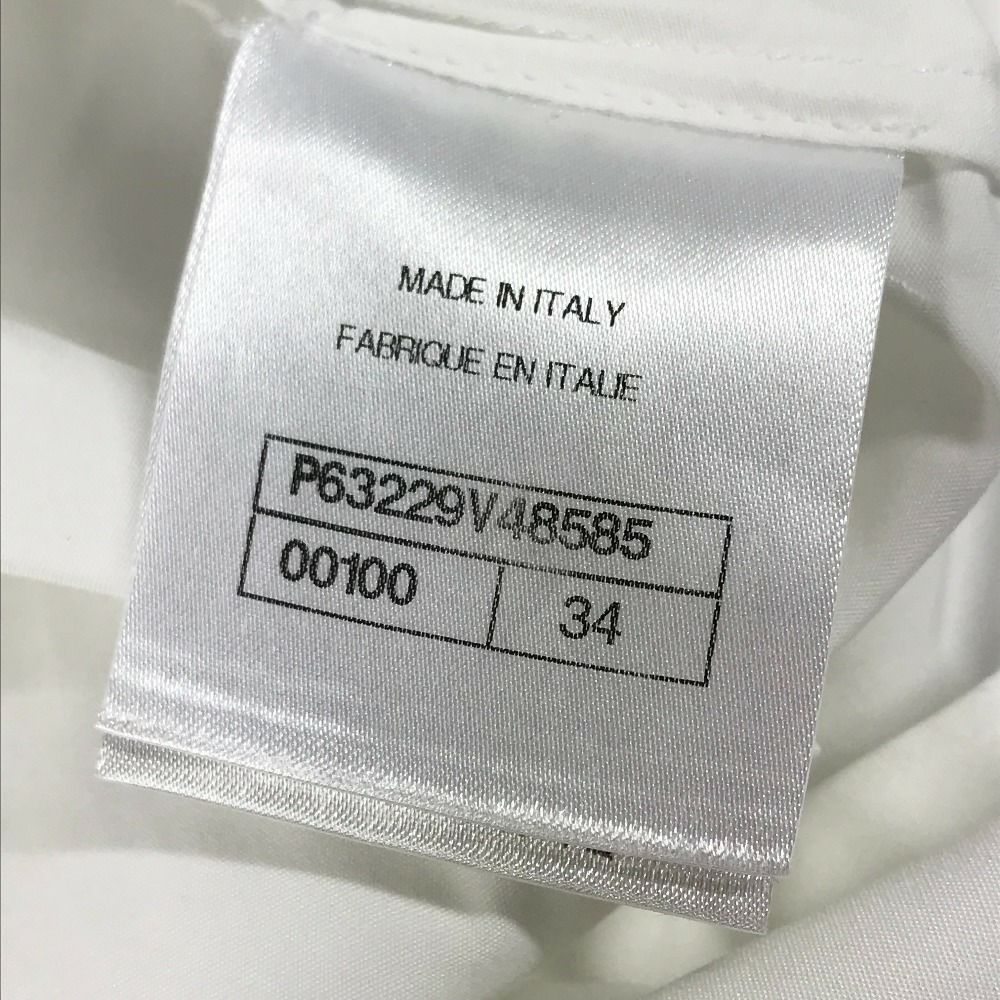 MADE IN ITALY
FABRIQUE EN ITALIE
P63229V48585
00100 34